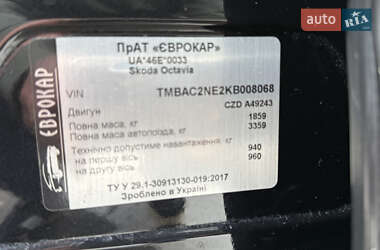 auto RIA.com
ПрАТ «ЄВРОКАР»
UA*46E*0033
Skoda Octavia
ЄВРОКАР
VIN TMBAC2NE2KB008068
Двигун CZD A49243
Повна маса, кг 1859
Повна маса автопоїзда, кг 3359
Технічно допустиме навантаження, кг
на першу вісь 940
на другу вісь 960
ТУ У 29.1-30913130-019:2017
Зроблено в Україні